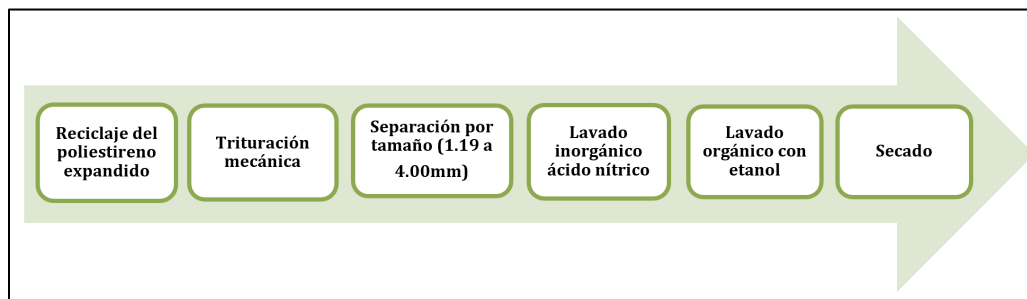 Reciclaje del
poliestireno
expandido
Trituración
mecánica
Separación por
tamaño (1.19 a
4.00mm)
Lavado
inorgánico
ácido nítrico
Lavado
orgánico con
etanol
Secado